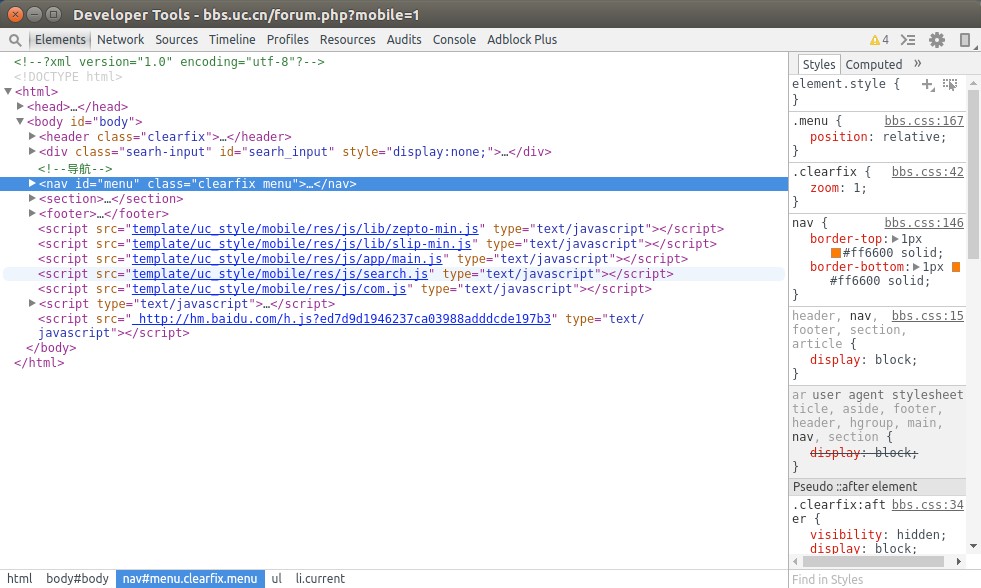 Developer Tools - bbs.uc.cn/forum.php?mobile=1
Elements Network Sources Timeline Profiles Resources Audits Console Adblock Plus 4
<!--?xml version="1.0" encoding="utf-8"?-->
<!DOCTYPE html>
<html>
<head>…</head>
<body id="body">
<header class="clearfix">…</header>
<div class="searh-input" id="searh_input" style="display:none;">…</div>
<!--导航-->
<nav id="menu" class="clearfix menu">…</nav>
<section>…</section>
<footer>…</footer>
<script src="template/uc_style/mobile/res/js/lib/zepto-min.js" type="text/javascript"></script>
<script src="template/uc_style/mobile/res/js/lib/slip-min.js" type="text/javascript"></script>
<script src="template/uc_style/mobile/res/js/app/main.js" type="text/javascript"></script>
<script src="template/uc_style/mobile/res/js/search.js" type="text/javascript"></script>
<script src="template/uc_style/mobile/res/js/com.js" type="text/javascript"></script>
<script type="text/javascript">…</script>
<script src=" http://hm.baidu.com/h.js?ed7d9d1946237ca03988adddcde197b3" type="text/
javascript"></script>
</body>
</html>
Styles Computed »
element.style {
}
.menu { bbs.css:167
position: relative;
}
.clearfix { bbs.css:42
zoom: 1;
}
nav { bbs.css:146
border-top: 1px
#ff6600 solid;
border-bottom: 1px
#ff6600 solid;
}
header, nav, bbs.css:15
footer, section,
article {
display: block;
}
ar user agent stylesheet
ticle, aside, footer,
header, hgroup, main,
nav, section {
display: block;
}
Pseudo ::after element
.clearfix:aft bbs.css:34
er {
visibility: hidden;
display: block;
html body#body nav#menu.clearfix.menu ul li.current
Find in Styles